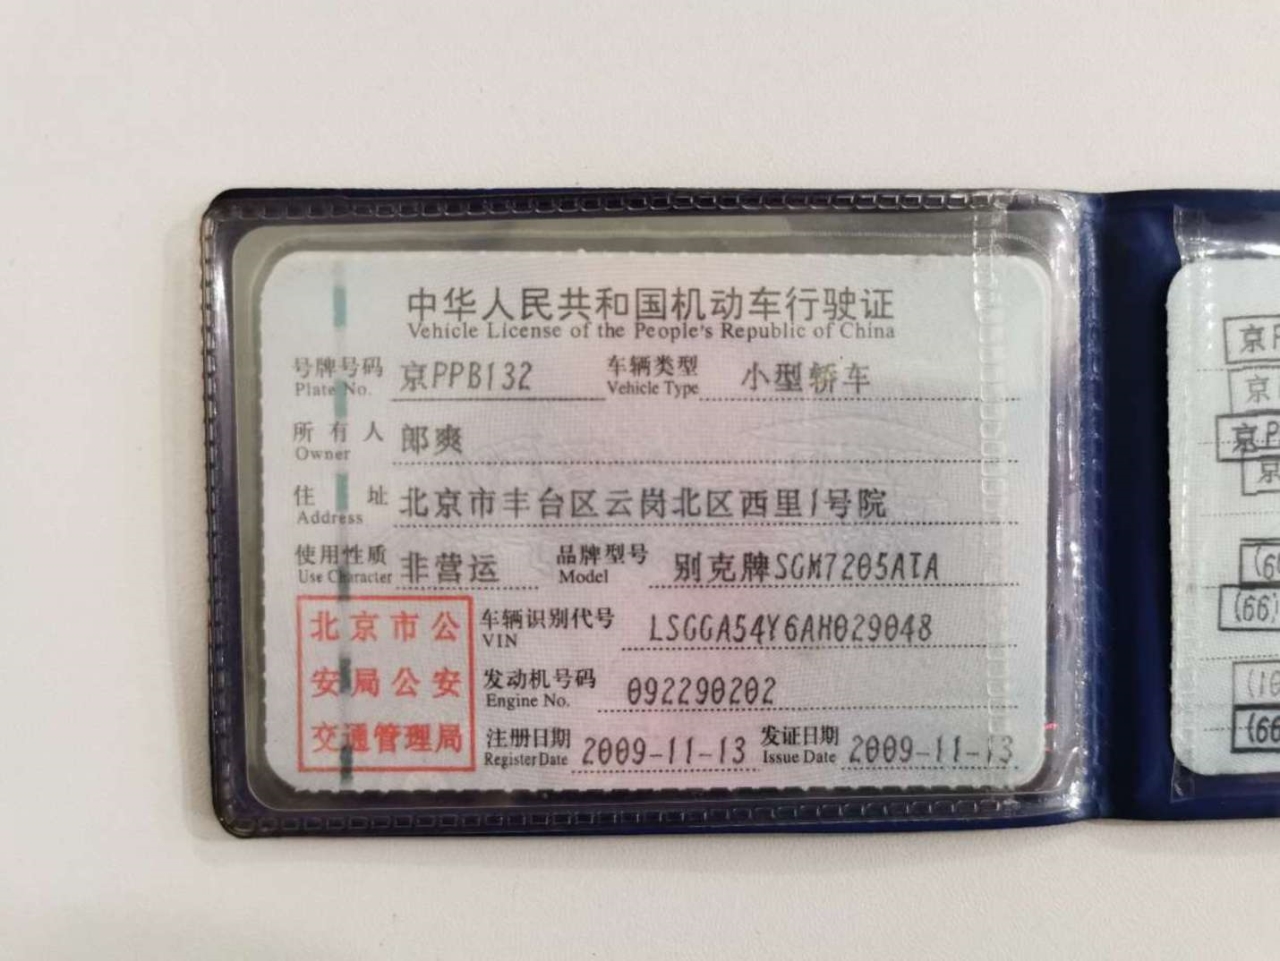 中华人民共和国机动车行驶证
Vehicle License of the People's Republic of China
号牌号码 京PPB132 车辆类型 小型轿车
Plate No. Vehicle Type
所有人 郎爽
Owner
住址 北京市丰台区云岗北区西里1号院
Address
使用性质 非营运 品牌型号 别克牌SGM7205ATA
Use Character Model
北京市公
安局公安
交通管理局
车辆识别代号 LSGGA54Y6AH029048
VIN
发动机号码 092290202
Engine No.
注册日期 2009-11-13 发证日期 2009-11-13
Register Date Issue Date
京P
京
京P
京
(66)